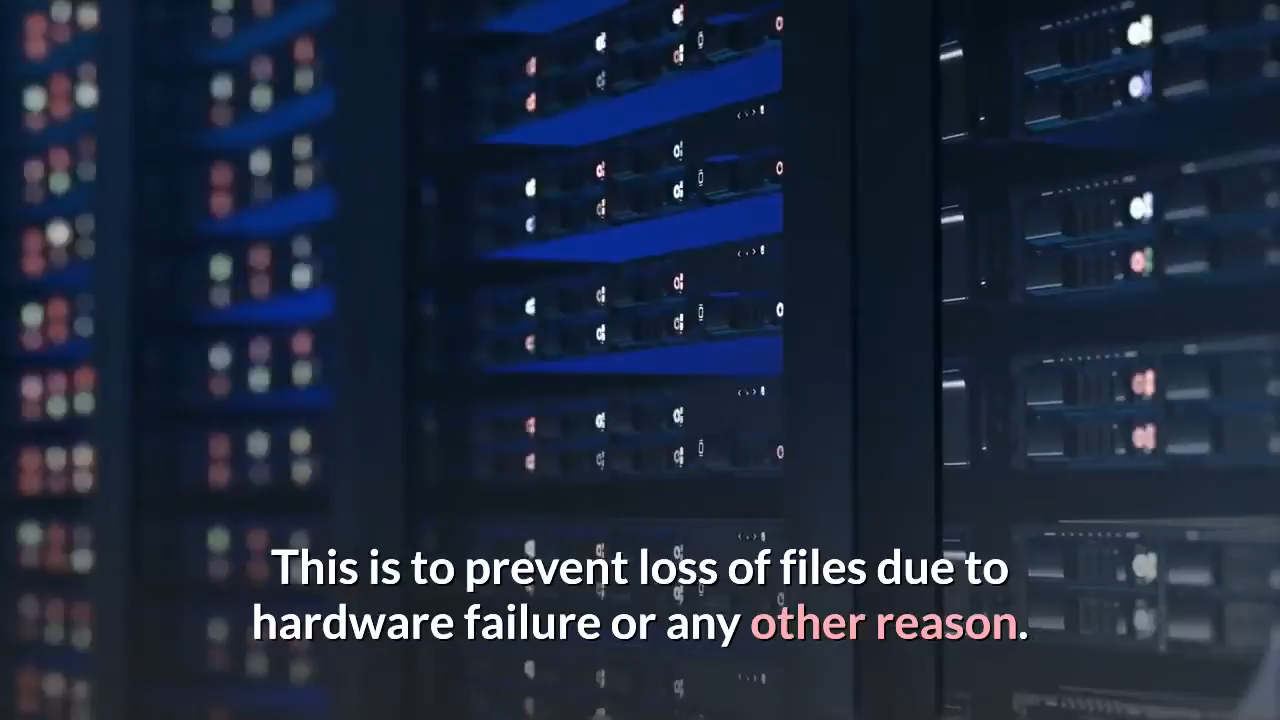 This is to prevent loss of files due to
hardware failure or any other reason.